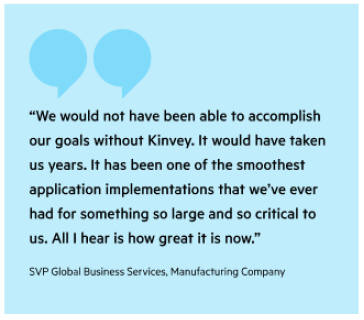 “We would not have been able to accomplish
our goals without Kinvey. It would have taken
us years. It has been one of the smoothest
application implementations that we’ve ever
had for something so large and so critical to
us. All I hear is how great it is now.”
SVP Global Business Services, Manufacturing Company